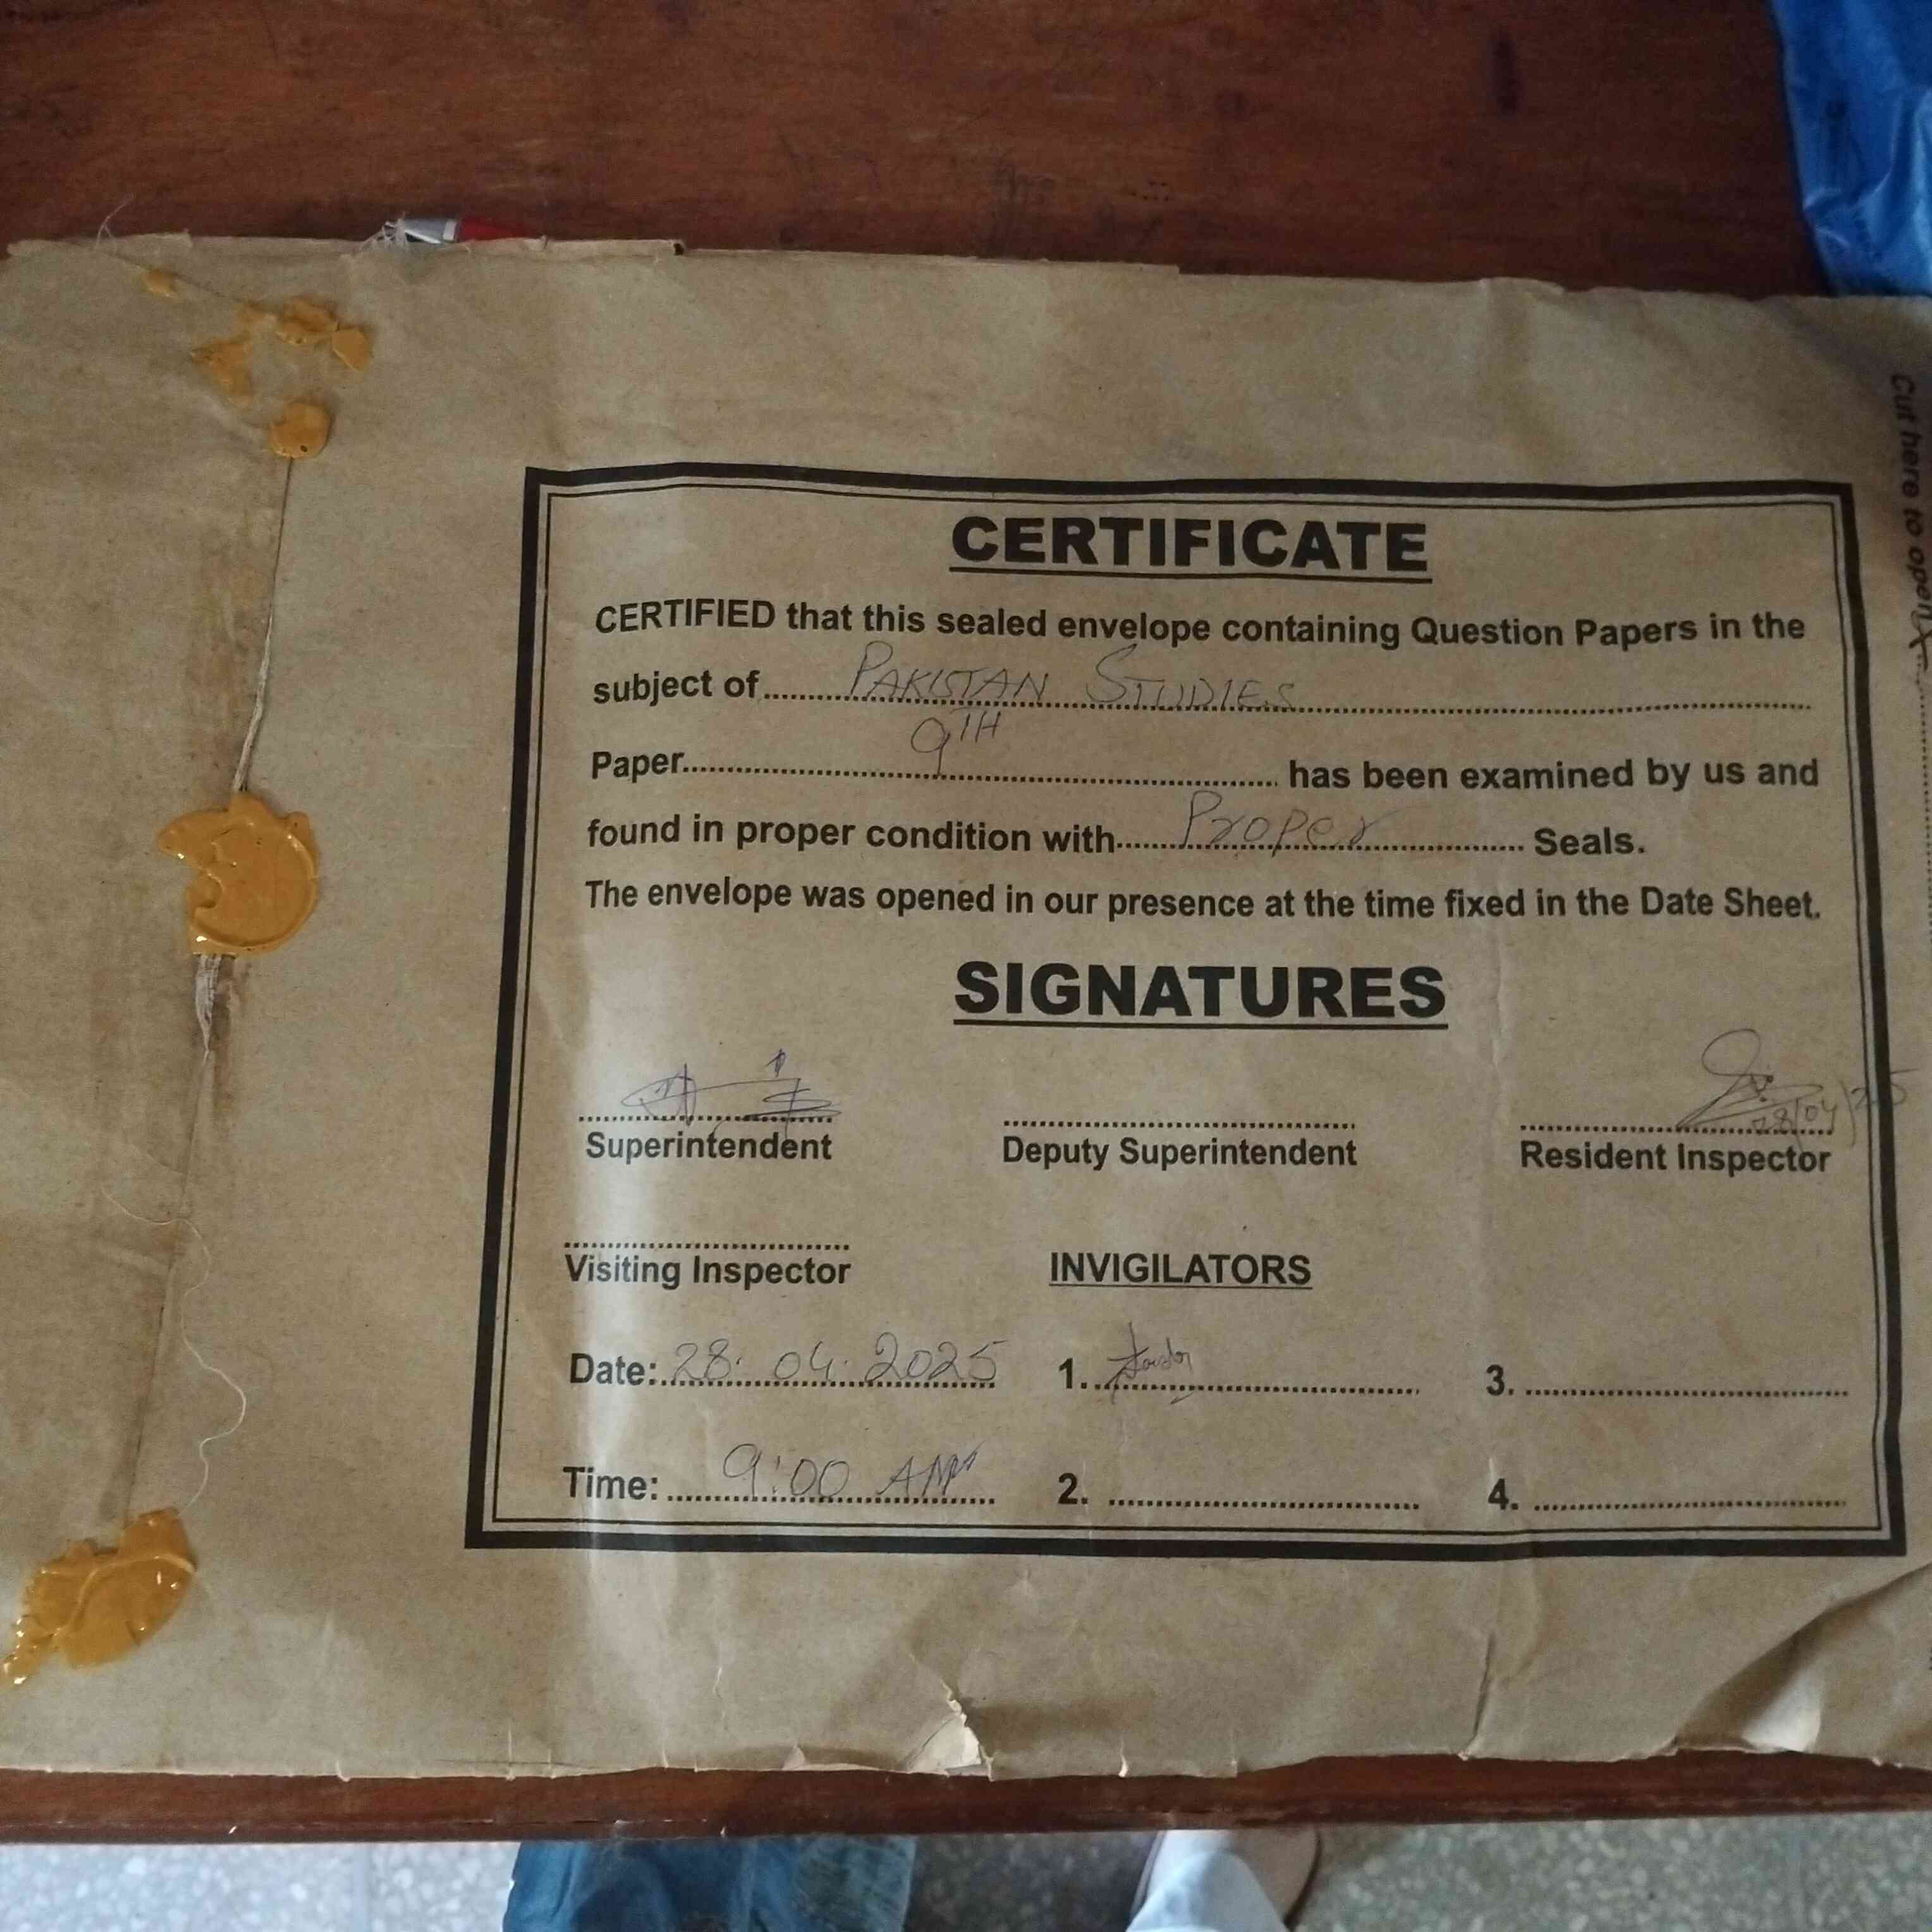 Cut here to open
CERTIFICATE
CERTIFIED that this sealed envelope containing Question Papers in the
subject of PAKISTAN STUDIES
Paper 9TH has been examined by us and
found in proper condition with Proper Seals.
The envelope was opened in our presence at the time fixed in the Date Sheet.
SIGNATURES
28/04/25
Superintendent Deputy Superintendent Resident Inspector
Visiting Inspector INVIGILATORS
Date: 28.04.2025 1. 3.
Time: 9:00 AM 2. 4.